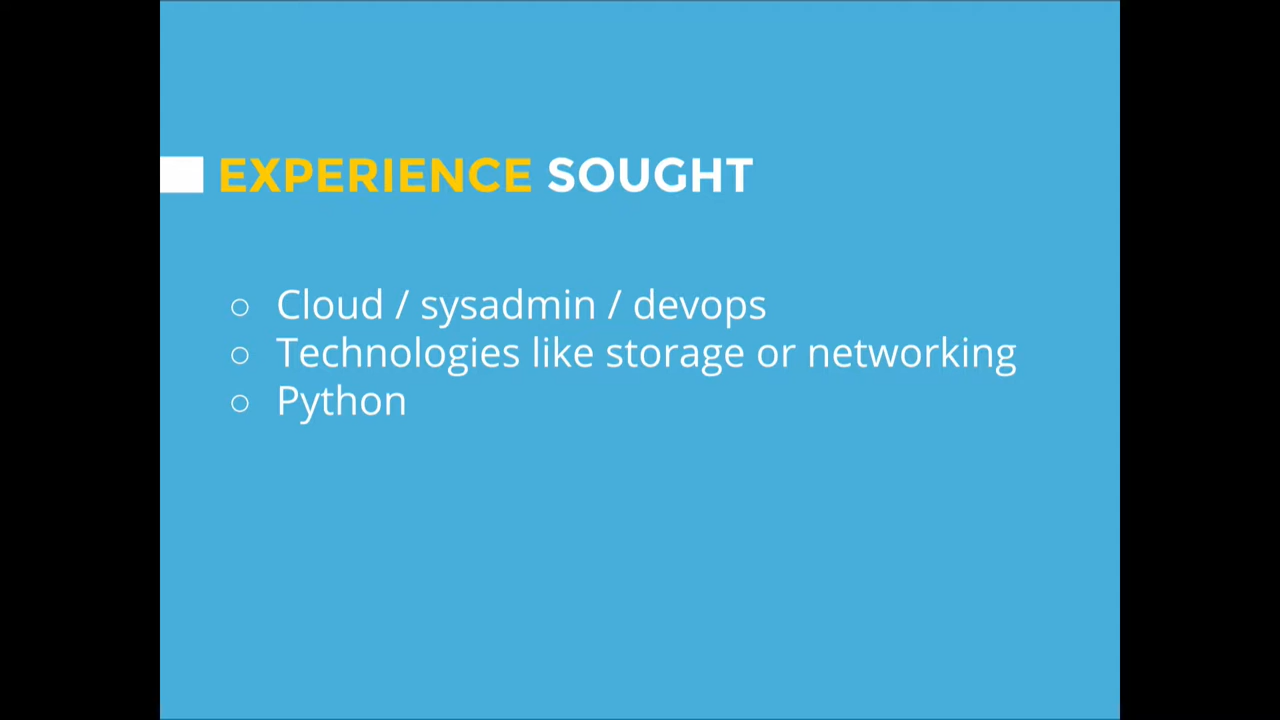 EXPERIENCE SOUGHT
○ Cloud / sysadmin / devops
○ Technologies like storage or networking
○ Python